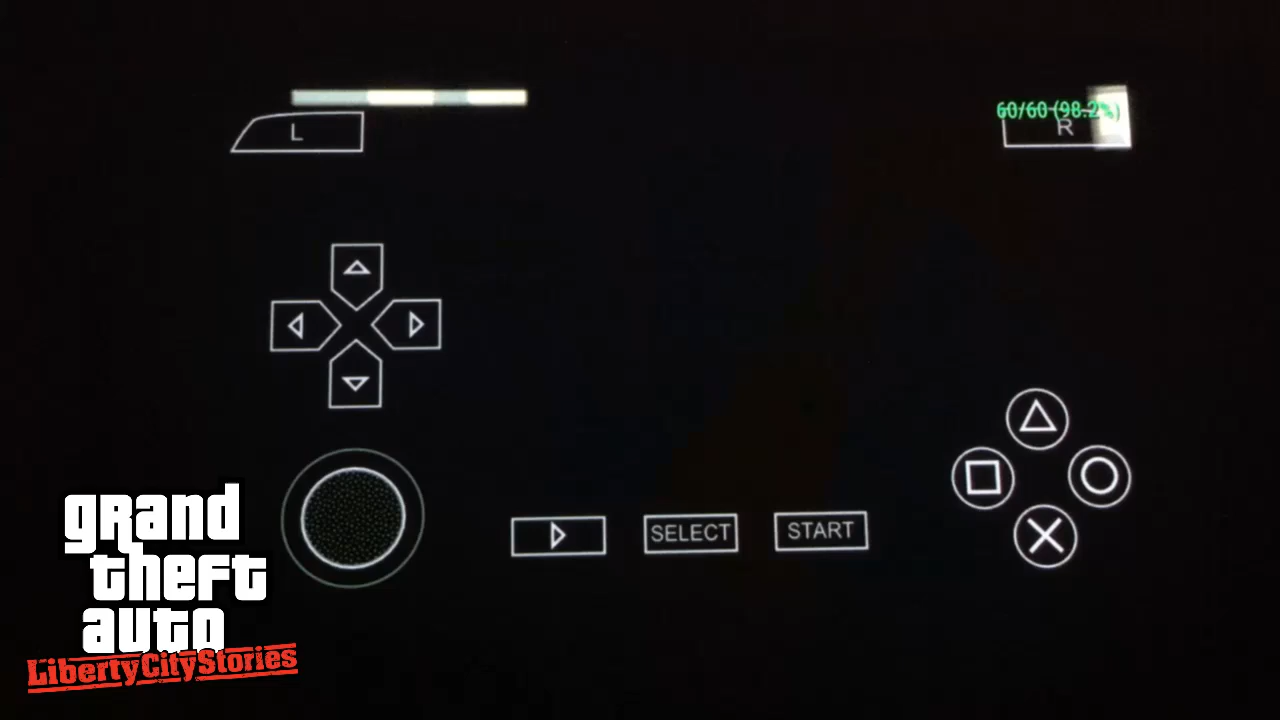 60/60 (98.2%)
L
R
SELECT
START
grand
theft
auto
LibertyCityStories